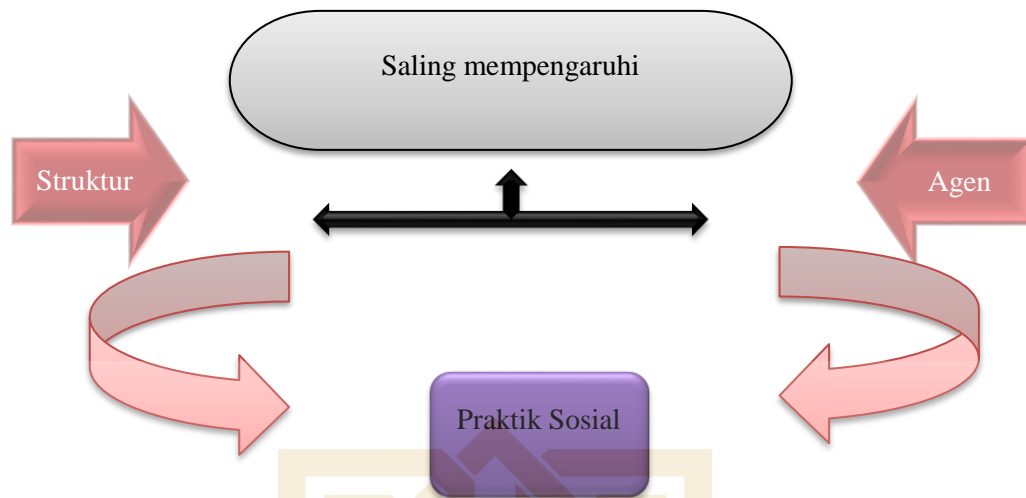 Saling mempengaruhi
Struktur
Agen
Praktik Sosial